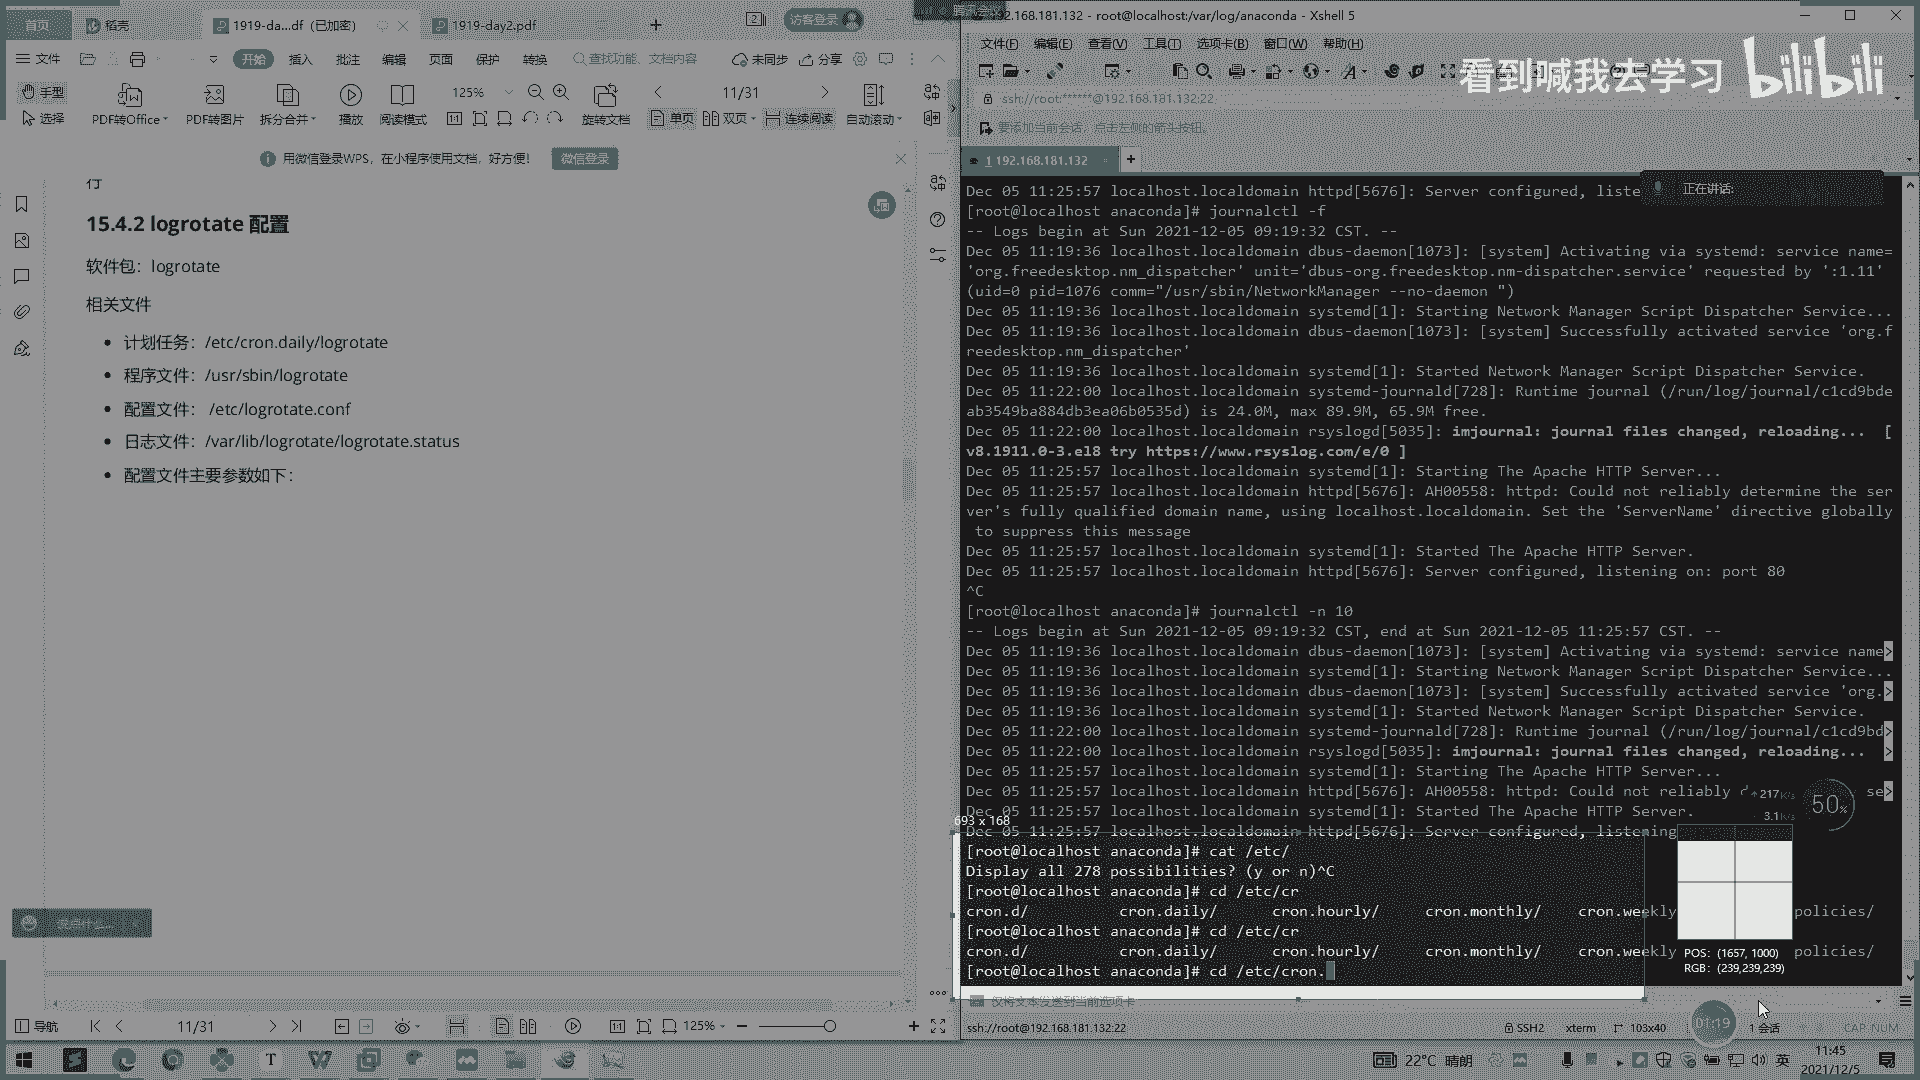 首页
稻壳
1919-da...df (已加密)
1919-day2.pdf
访客登录
文件
开始
插入
批注
编辑
页面
保护
转换
查找功能、文档内容
未同步
分享
手型
选择
PDF转Office
PDF转图片
拆分合并
播放
阅读模式
125%
旋转文档
11/31
单页
双页
连续阅读
自动滚动
用微信登录WPS，在小程序使用文档，好方便！
微信登录
行
15.4.2 logrotate 配置
软件包：logrotate
相关文件
• 计划任务：/etc/cron.daily/logrotate
• 程序文件：/usr/sbin/logrotate
• 配置文件： /etc/logrotate.conf
• 日志文件：/var/lib/logrotate/logrotate.status
• 配置文件主要参数如下：
导航
11/31
125%
192.168.181.132 - root@localhost:/var/log/anaconda - Xshell 5
文件(F) 编辑(E) 查看(V) 工具(T) 选项卡(B) 窗口(W) 帮助(H)
看到喊我去学习 bilibili
ssh://root:******@192.168.181.132:22
要添加当前会话，点击左侧的箭头按钮。
1 192.168.181.132
正在讲话:
Dec 05 11:25:57 localhost.localdomain httpd[5676]: Server configured, liste
[root@localhost anaconda]# journalctl -f
-- Logs begin at Sun 2021-12-05 09:19:32 CST. --
Dec 05 11:19:36 localhost.localdomain dbus-daemon[1073]: [system] Activating via systemd: service name=
'org.freedesktop.nm_dispatcher' unit='dbus-org.freedesktop.nm-dispatcher.service' requested by ':1.11'
(uid=0 pid=1076 comm="/usr/sbin/NetworkManager --no-daemon ")
Dec 05 11:19:36 localhost.localdomain systemd[1]: Starting Network Manager Script Dispatcher Service...
Dec 05 11:19:36 localhost.localdomain dbus-daemon[1073]: [system] Successfully activated service 'org.f
reedesktop.nm_dispatcher'
Dec 05 11:19:36 localhost.localdomain systemd[1]: Started Network Manager Script Dispatcher Service.
Dec 05 11:22:00 localhost.localdomain systemd-journald[728]: Runtime journal (/run/log/journal/c1cd9bde
ab3549ba884db3ea06b0535d) is 24.0M, max 89.9M, 65.9M free.
Dec 05 11:22:00 localhost.localdomain rsyslogd[5035]: imjournal: journal files changed, reloading...  [
v8.1911.0-3.el8 try https://www.rsyslog.com/e/0 ]
Dec 05 11:25:57 localhost.localdomain systemd[1]: Starting The Apache HTTP Server...
Dec 05 11:25:57 localhost.localdomain httpd[5676]: AH00558: httpd: Could not reliably determine the ser
ver's fully qualified domain name, using localhost.localdomain. Set the 'ServerName' directive globally
 to suppress this message
Dec 05 11:25:57 localhost.localdomain systemd[1]: Started The Apache HTTP Server.
Dec 05 11:25:57 localhost.localdomain httpd[5676]: Server configured, listening on: port 80
^C
[root@localhost anaconda]# journalctl -n 10
-- Logs begin at Sun 2021-12-05 09:19:32 CST, end at Sun 2021-12-05 11:25:57 CST. --
Dec 05 11:19:36 localhost.localdomain dbus-daemon[1073]: [system] Activating via systemd: service name>
Dec 05 11:19:36 localhost.localdomain systemd[1]: Starting Network Manager Script Dispatcher Service...
Dec 05 11:19:36 localhost.localdomain dbus-daemon[1073]: [system] Successfully activated service 'org.>
Dec 05 11:19:36 localhost.localdomain systemd[1]: Started Network Manager Script Dispatcher Service.
Dec 05 11:22:00 localhost.localdomain systemd-journald[728]: Runtime journal (/run/log/journal/c1cd9bd>
Dec 05 11:22:00 localhost.localdomain rsyslogd[5035]: imjournal: journal files changed, reloading...  >
Dec 05 11:25:57 localhost.localdomain systemd[1]: Starting The Apache HTTP Server...
Dec 05 11:25:57 localhost.localdomain httpd[5676]: AH00558: httpd: Could not reliably se>
217K/s
3.1K/s
50%
Dec 05 11:25:57 localhost.localdomain systemd[1]: Started The Apache HTTP Server.
693 x 168
Dec 05 11:25:57 localhost.localdomain httpd[5676]: Server configured, listening
[root@localhost anaconda]# cat /etc/
Display all 278 possibilities? (y or n)^C
[root@localhost anaconda]# cd /etc/cr
cron.d/ cron.daily/ cron.hourly/ cron.monthly/ cron.weekly policies/
[root@localhost anaconda]# cd /etc/cr
cron.d/ cron.daily/ cron.hourly/ cron.monthly/ cron.weekly policies/
[root@localhost anaconda]# cd /etc/cron.
POS: (1657, 1000)
RGB: (239,239,239)
仅将文本发送到当前选项卡
ssh://root@192.168.181.132:22
SSH2
xterm
103x40
01:19
1 会话
CAP NUM
22°C 晴朗
英
11:45
2021/12/5